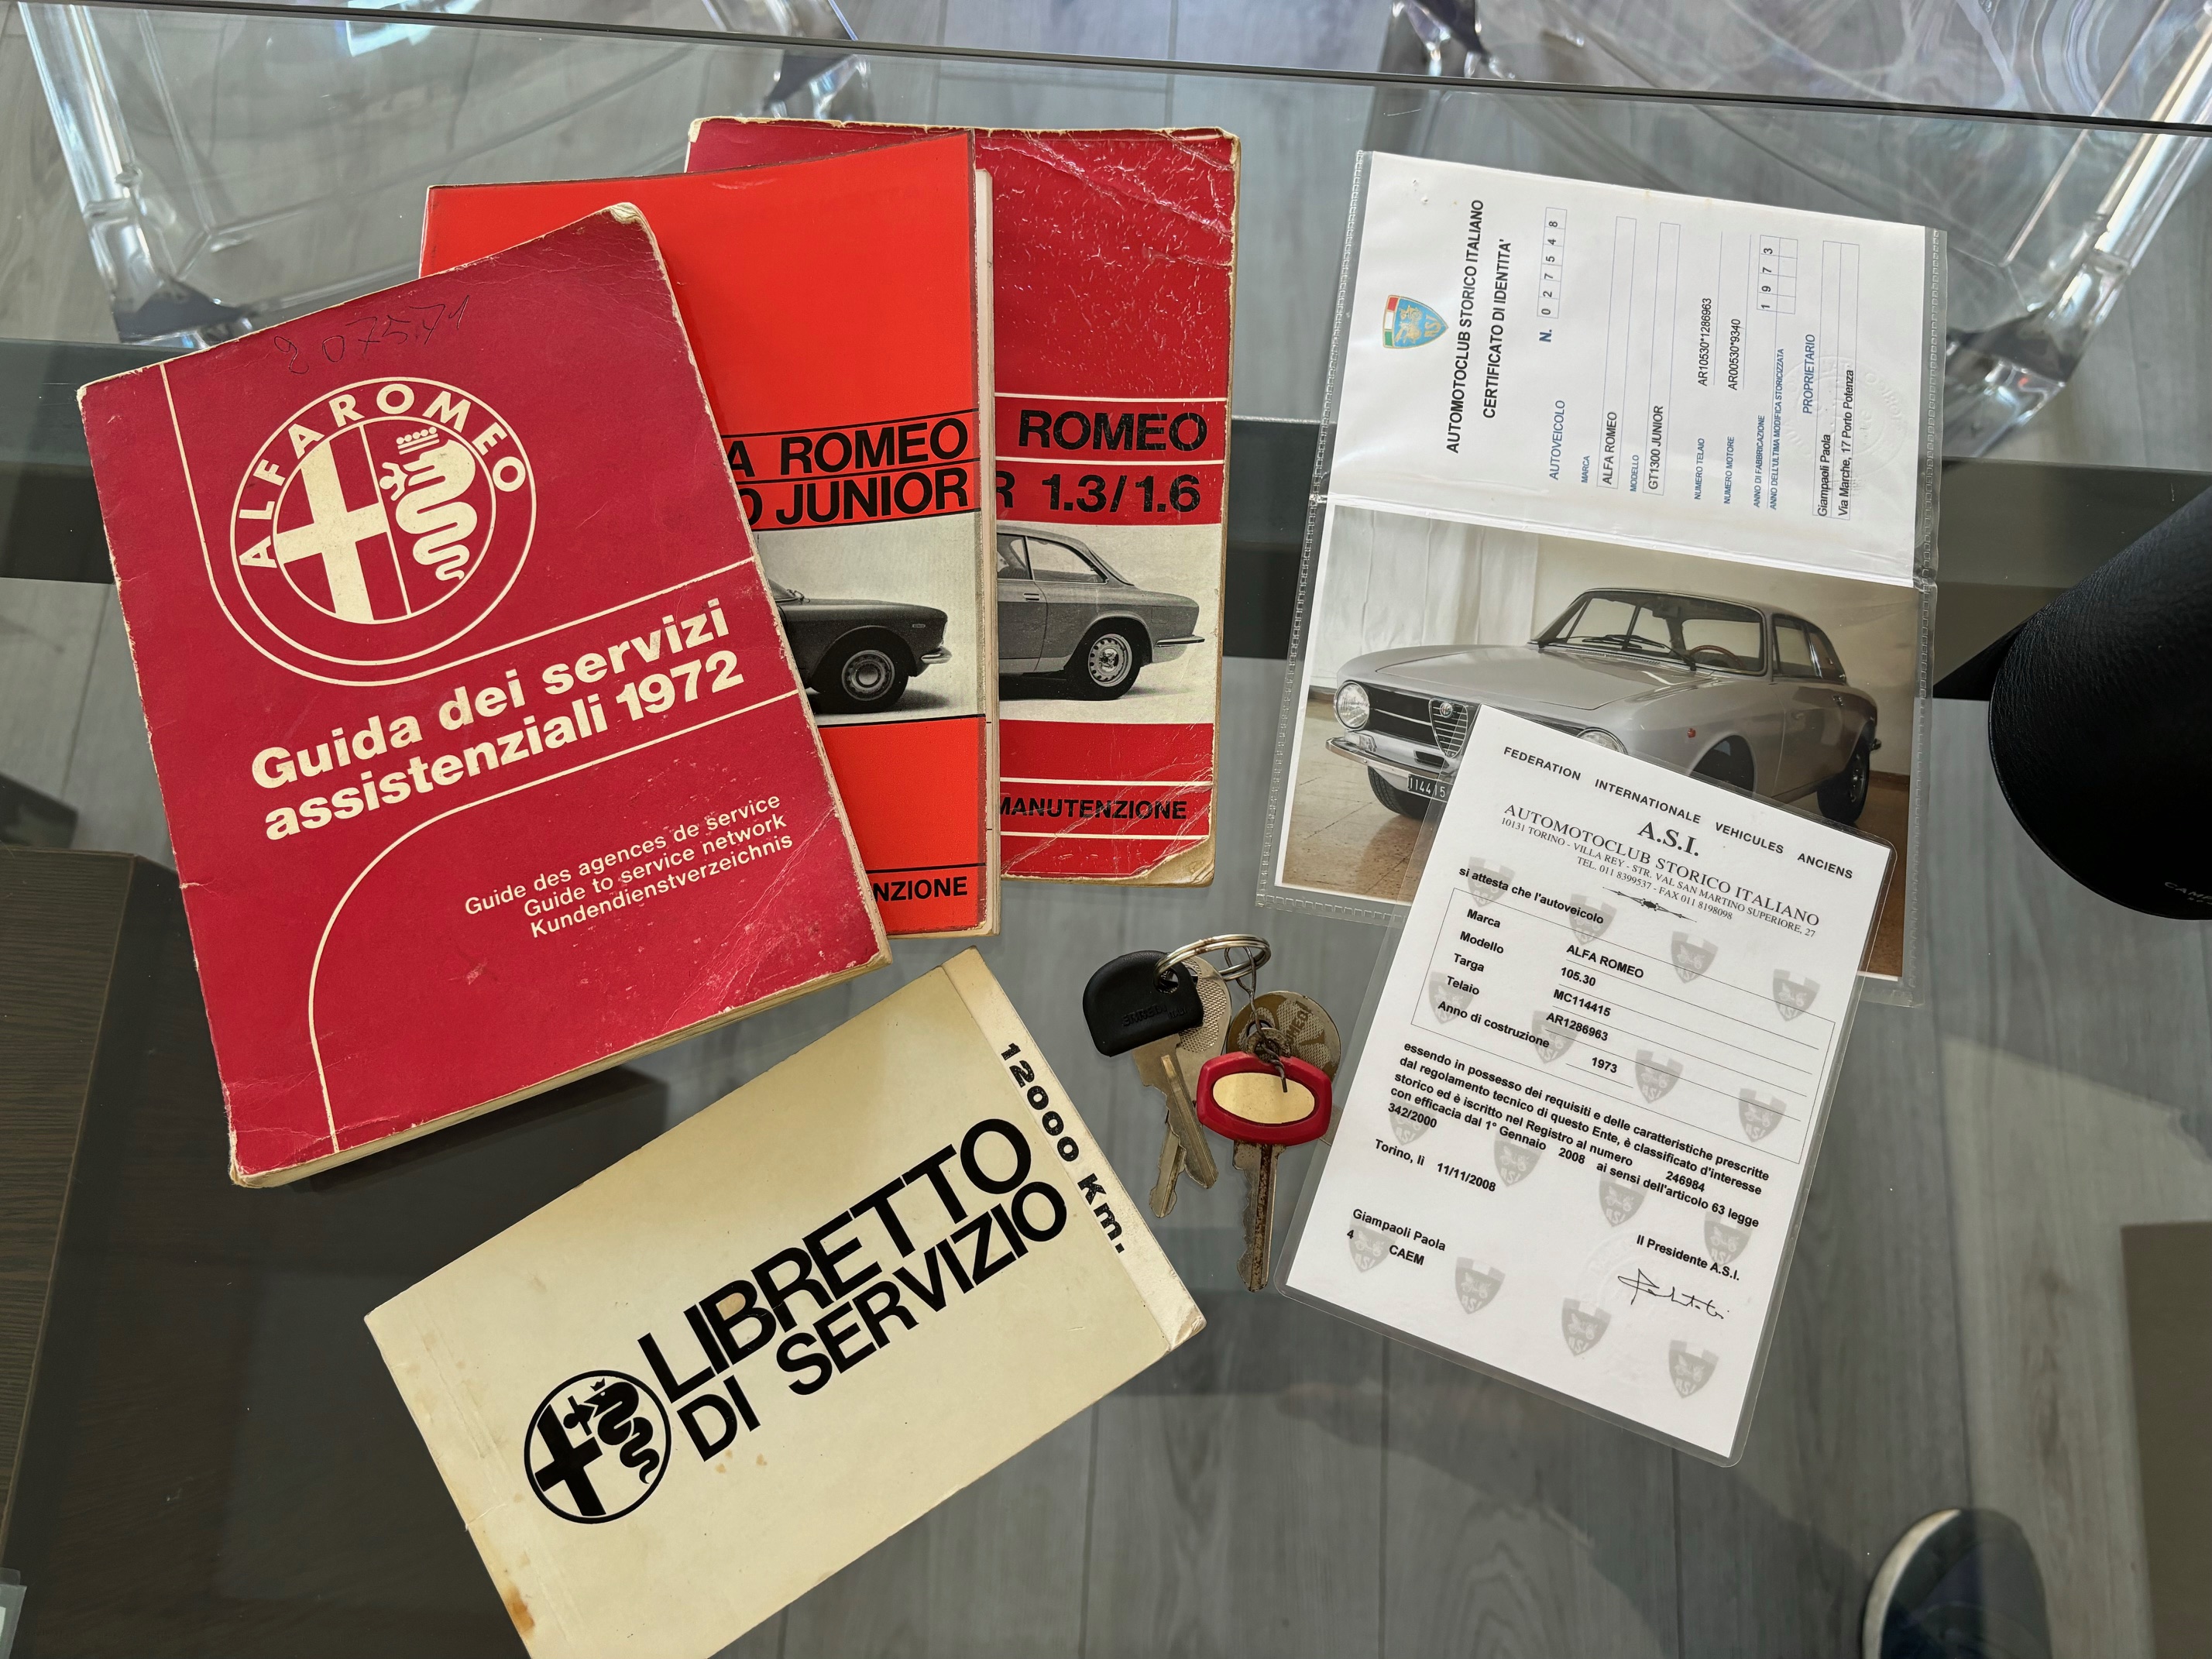 2 07571
ALFA ROMEO
Guida dei servizi
assistenziali 1972
Guide des agences de service
Guide to service network
Kundendienstverzeichnis
A ROMEO
O JUNIOR
NZIONE
ROMEO
R 1.3/1.6
MANUTENZIONE
12000 km.
LIBRETTO
DI SERVIZIO
AUTOMOTOCLUB STORICO ITALIANO
CERTIFICATO DI IDENTITA'
N. 027548
AUTOVEICOLO
MARCA
ALFA ROMEO
MODELLO
GT1300 JUNIOR
NUMERO TELAIO AR10530*1286963
NUMERO MOTORE AR00530*9340
ANNO DI FABBRICAZIONE 1973
ANNO DELL'ULTIMA MODIFICA STORICIZZATA
PROPRIETARIO
Giampaoli Paola
Via Marche, 17 Porto Potenza
ASI
FEDERATION INTERNATIONALE VEHICULES ANCIENS
A.S.I.
AUTOMOTOCLUB STORICO ITALIANO
10131 TORINO - VILLA REY - STR. VAL SAN MARTINO SUPERIORE, 27
TEL. 011 8399537 - FAX 011 8198098
si attesta che l'autoveicolo
Marca ALFA ROMEO
Modello 105.30
Targa MC114415
Telaio AR1286963
Anno di costruzione 1973
essendo in possesso dei requisiti e delle caratteristiche prescritte
dal regolamento tecnico di questo Ente, è classificato d'interesse
storico ed è iscritto nel Registro al numero 246984
con efficacia dal 1° Gennaio 2008 ai sensi dell'articolo 63 legge
342/2000
Torino, lì 11/11/2008
Giampaoli Paola
4 CAEM
Il Presidente A.S.I.